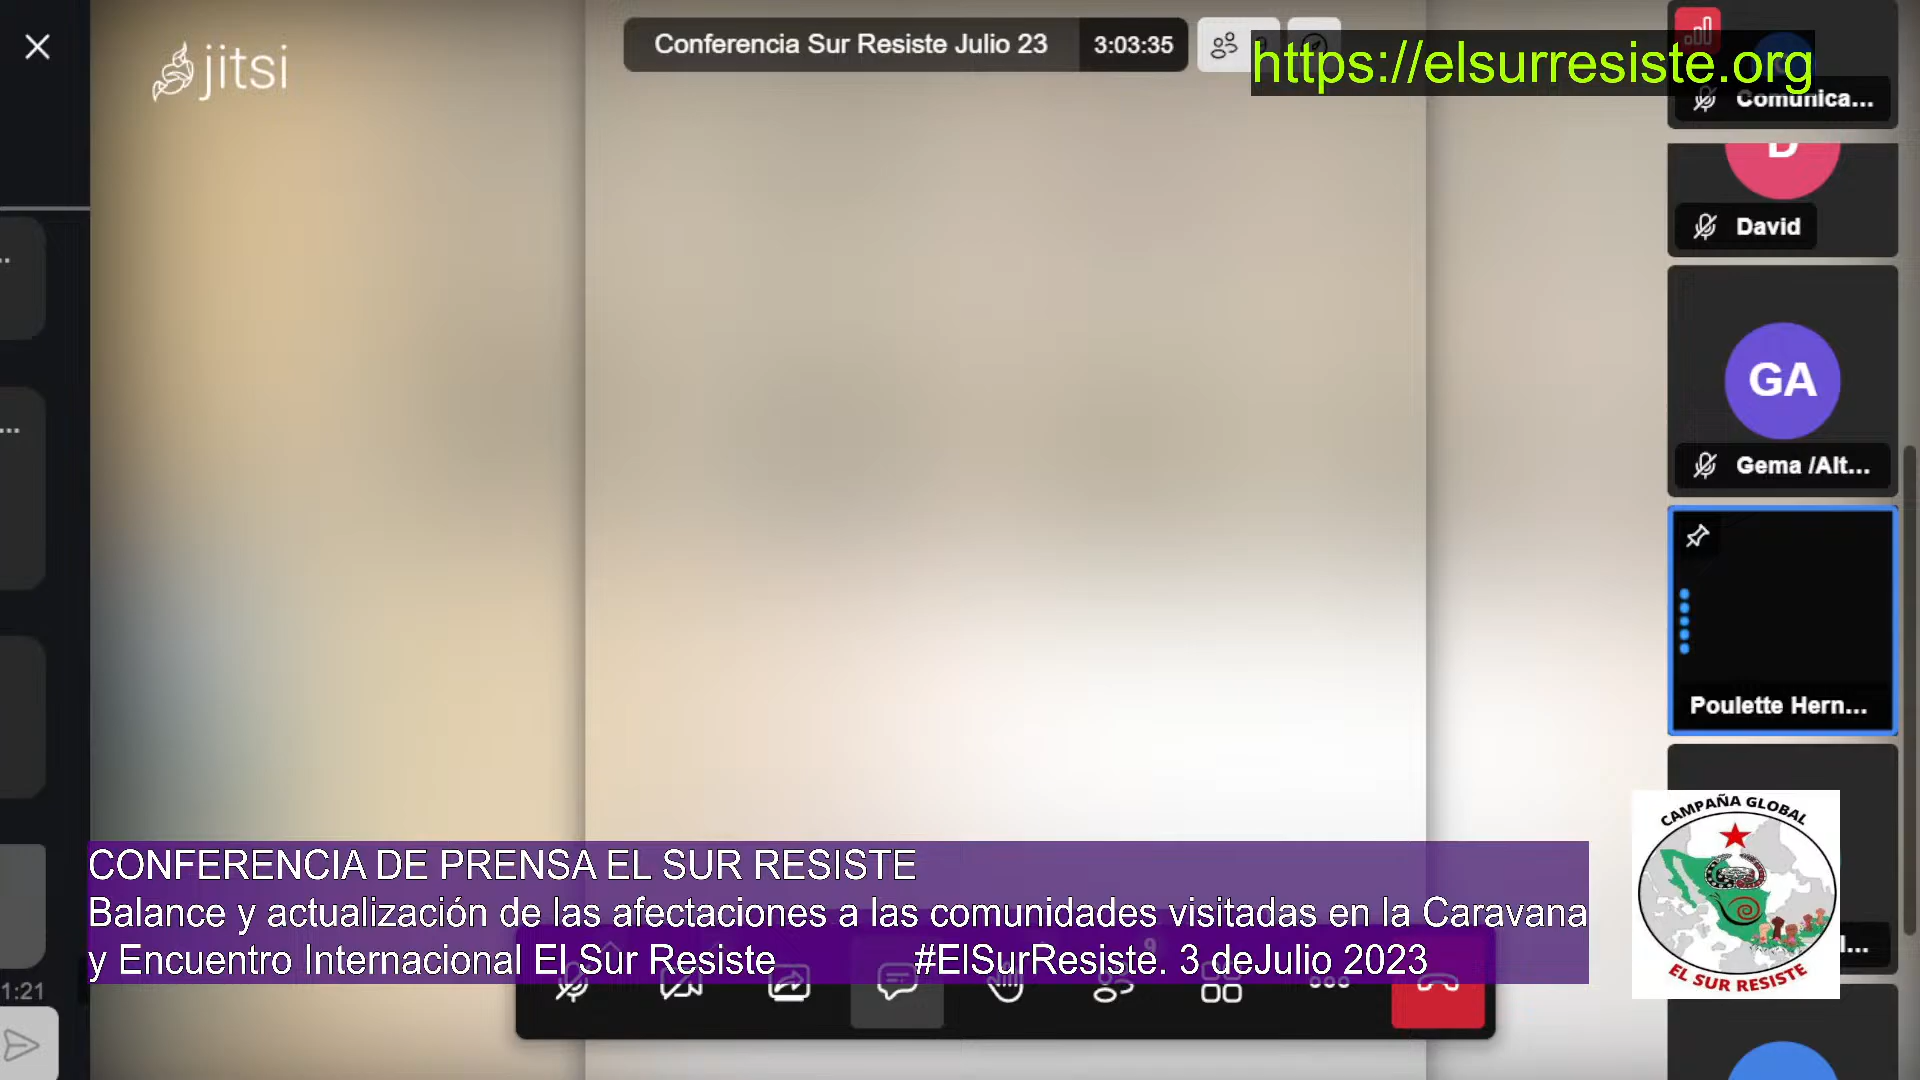 jitsi
Conferencia Sur Resiste Julio 23
3:03:35
https://elsurresiste.org
Comunica...
D
David
GA
Gema /Alt...
Poulette Hern...
CAMPAÑA GLOBAL
EL SUR RESISTE
CONFERENCIA DE PRENSA EL SUR RESISTE
Balance y actualización de las afectaciones a las comunidades visitadas en la Caravana
y Encuentro Internacional El Sur Resiste #ElSurResiste. 3 deJulio 2023
9
1:21